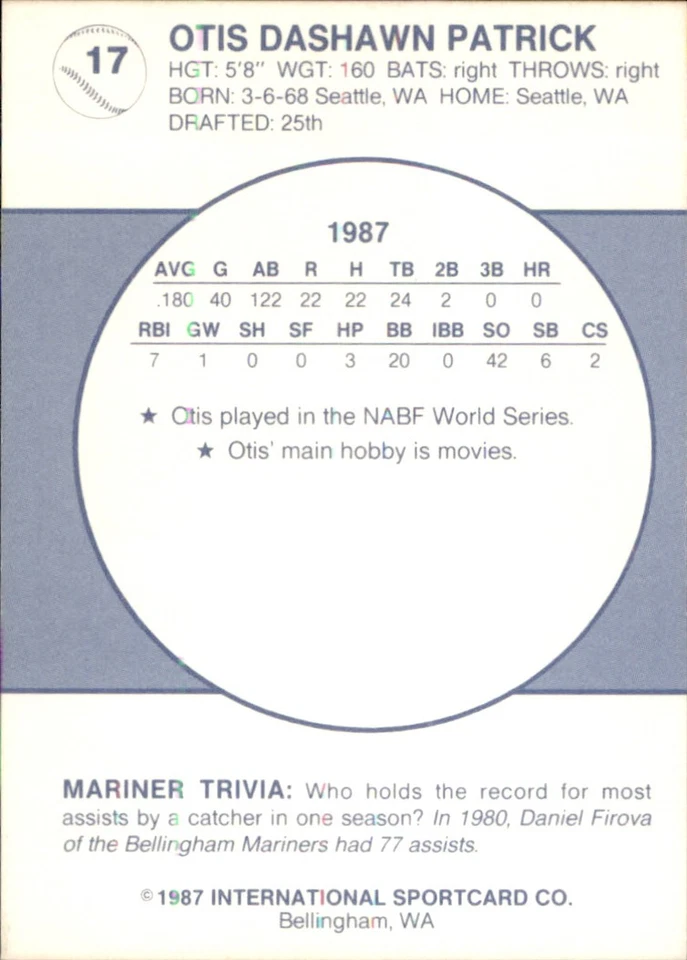 17
OTIS DASHAWN PATRICK
HGT: 5'8" WGT: 160 BATS: right THROWS: right
BORN: 3-6-68 Seattle, WA HOME: Seattle, WA
DRAFTED: 25th
1987
AVG G AB R H TB 2B 3B HR
.180 40 122 22 22 24 2 0 0
RBI GW SH SF HP BB IBB SO SB CS
7 1 0 0 3 20 0 42 6 2
★ Otis played in the NABF World Series.
★ Otis' main hobby is movies.
MARINER TRIVIA: Who holds the record for most
assists by a catcher in one season? In 1980, Daniel Firova
of the Bellingham Mariners had 77 assists.
© 1987 INTERNATIONAL SPORTCARD CO.
Bellingham, WA